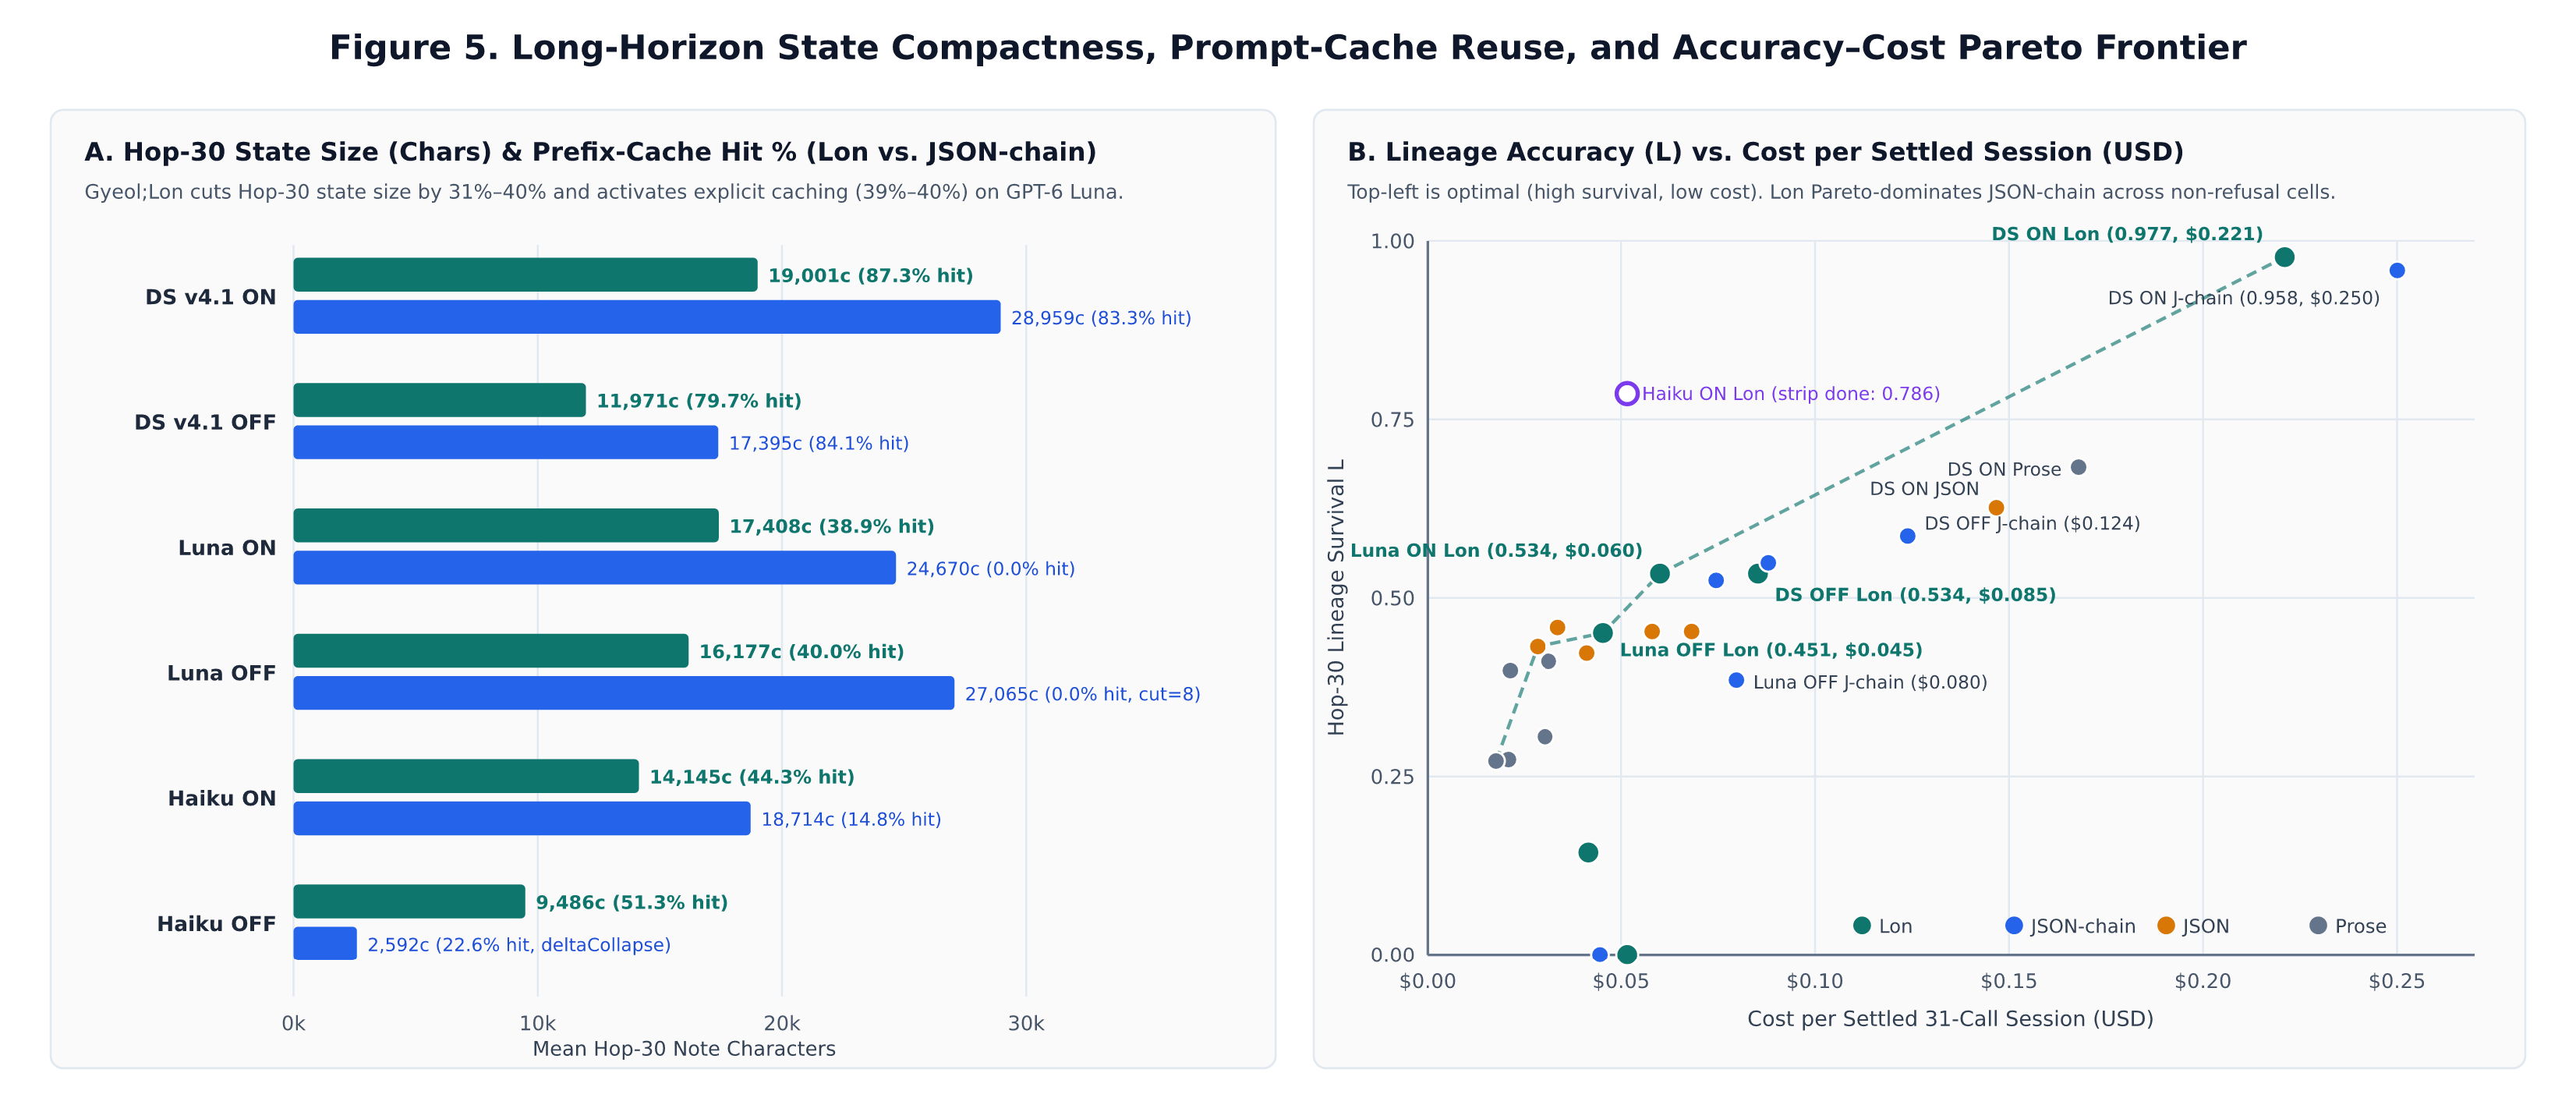 Figure 5. Long-Horizon State Compactness, Prompt-Cache Reuse, and Accuracy–Cost Pareto Frontier
A. Hop-30 State Size (Chars) & Prefix-Cache Hit % (Lon vs. JSON-chain)
Gyeol;Lon cuts Hop-30 state size by 31%–40% and activates explicit caching (39%–40%) on GPT-6 Luna.
DS v4.1 ON
19,001c (87.3% hit)
28,959c (83.3% hit)
DS v4.1 OFF
11,971c (79.7% hit)
17,395c (84.1% hit)
Luna ON
17,408c (38.9% hit)
24,670c (0.0% hit)
Luna OFF
16,177c (40.0% hit)
27,065c (0.0% hit, cut=8)
Haiku ON
14,145c (44.3% hit)
18,714c (14.8% hit)
Haiku OFF
9,486c (51.3% hit)
2,592c (22.6% hit, deltaCollapse)
0k
10k
20k
30k
Mean Hop-30 Note Characters
B. Lineage Accuracy (L) vs. Cost per Settled Session (USD)
Top-left is optimal (high survival, low cost). Lon Pareto-dominates JSON-chain across non-refusal cells.
Hop-30 Lineage Survival L
1.00
0.75
0.50
0.25
0.00
DS ON Lon (0.977, $0.221)
DS ON J-chain (0.958, $0.250)
Haiku ON Lon (strip done: 0.786)
DS ON Prose
DS ON JSON
DS OFF J-chain ($0.124)
Luna ON Lon (0.534, $0.060)
DS OFF Lon (0.534, $0.085)
Luna OFF Lon (0.451, $0.045)
Luna OFF J-chain ($0.080)
Lon
JSON-chain
JSON
Prose
$0.00
$0.05
$0.10
$0.15
$0.20
$0.25
Cost per Settled 31-Call Session (USD)